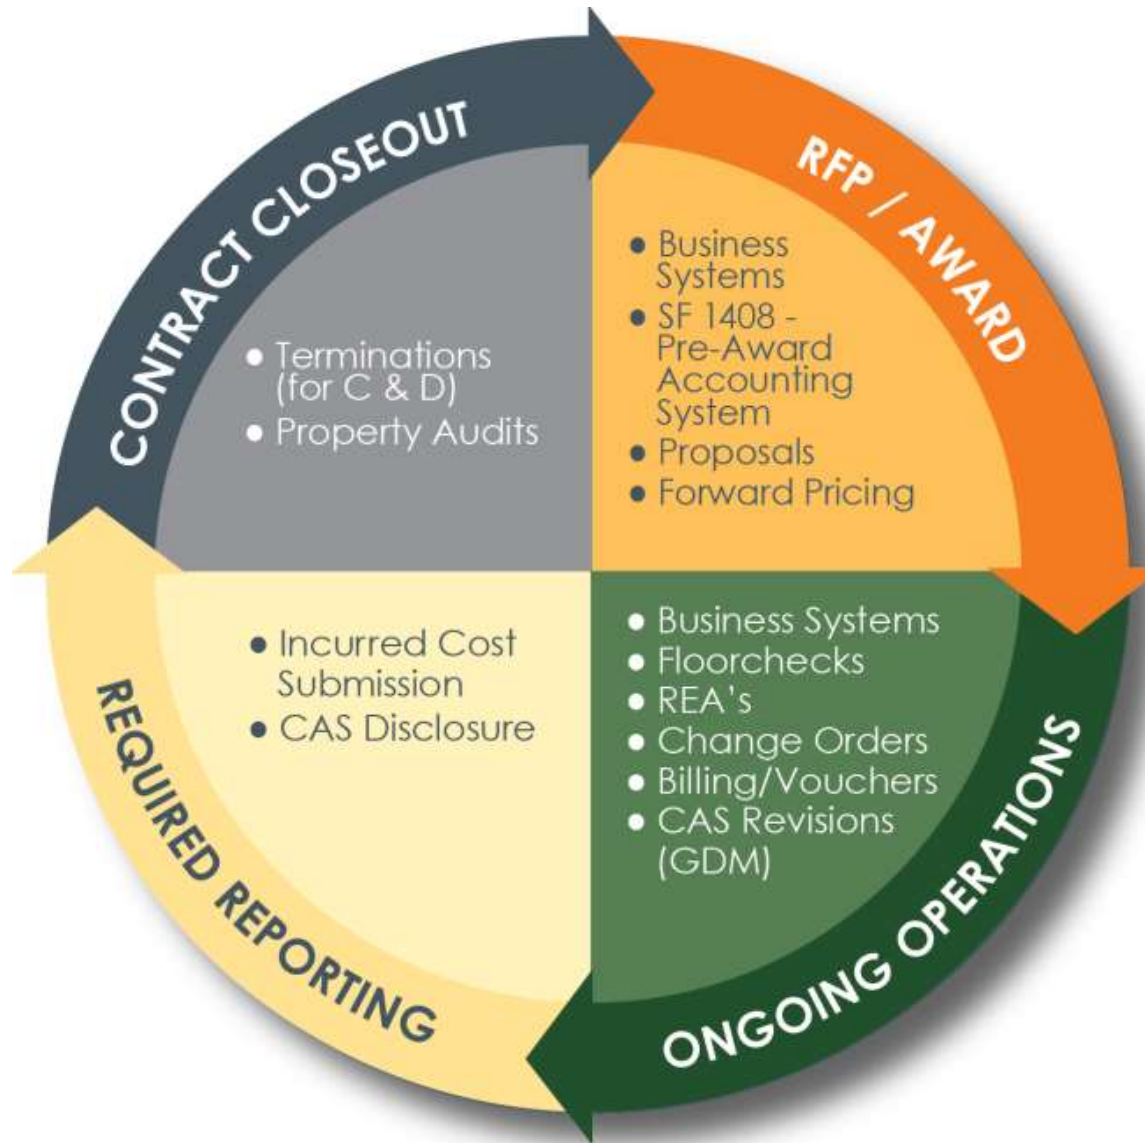 CONTRACT CLOSEOUT
RFP / AWARD
● Business
Systems
● SF 1408 -
Pre-Award
Accounting
System
● Proposals
● Forward Pricing
● Terminations
(for C & D)
● Property Audits
● Business Systems
● Floorchecks
● REA's
● Change Orders
● Billing/Vouchers
● CAS Revisions
(GDM)
ONGOING OPERATIONS
● Incurred Cost
Submission
● CAS Disclosure
REQUIRED REPORTING